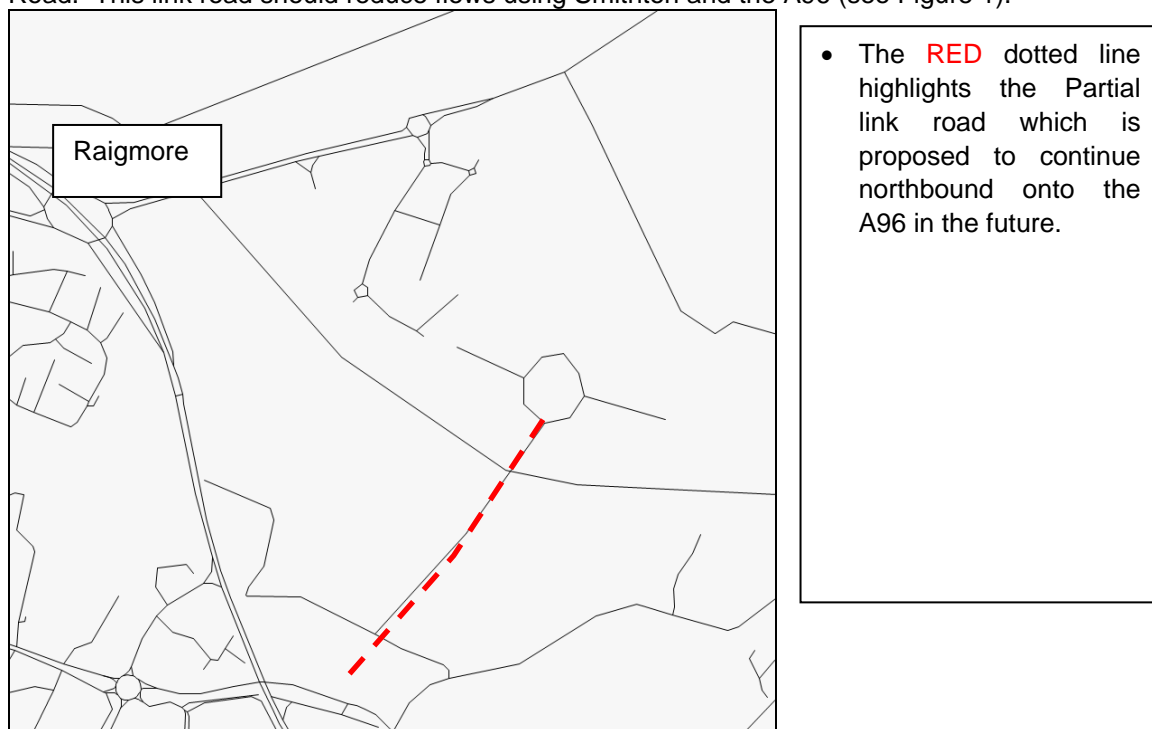 Road. This link road should reduce flows using Smithton and the A96 (see Figure
Raigmore
• The RED dotted line
highlights the Partial
link road which is
proposed to continue
northbound onto the
A96 in the future.